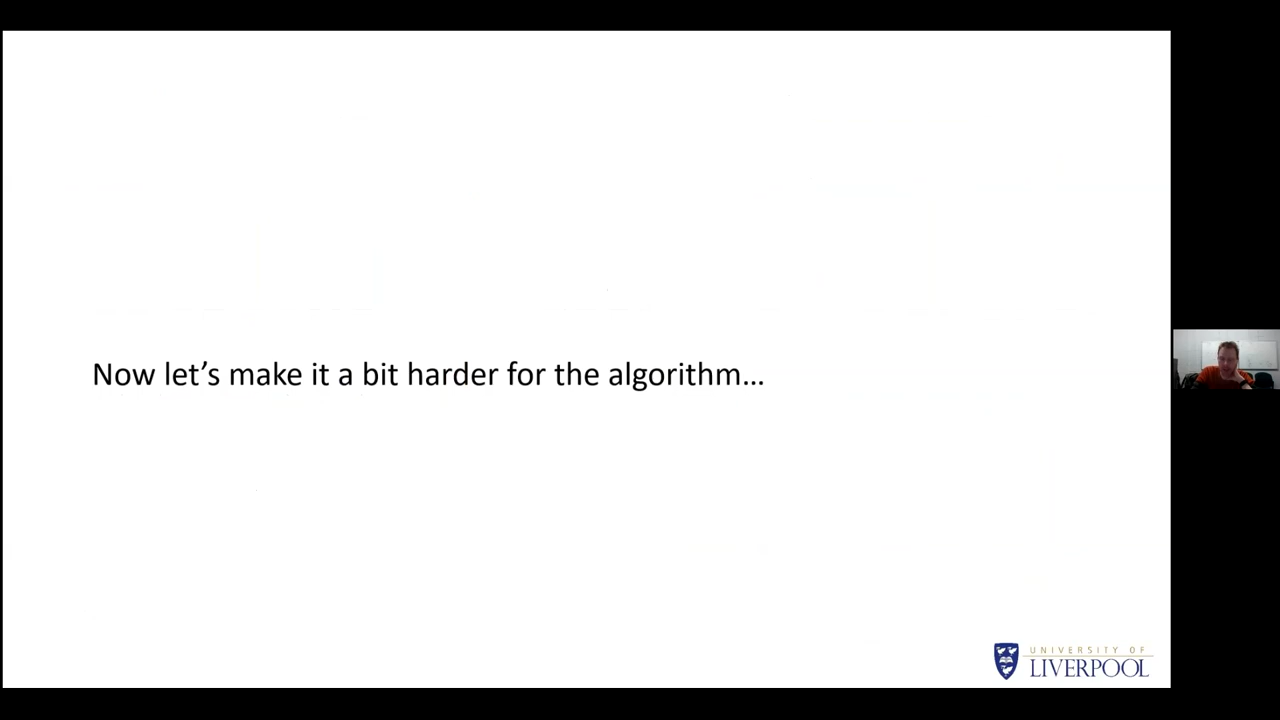 Now let’s make it a bit harder for the algorithm…
UNIVERSITY OF
LIVERPOOL